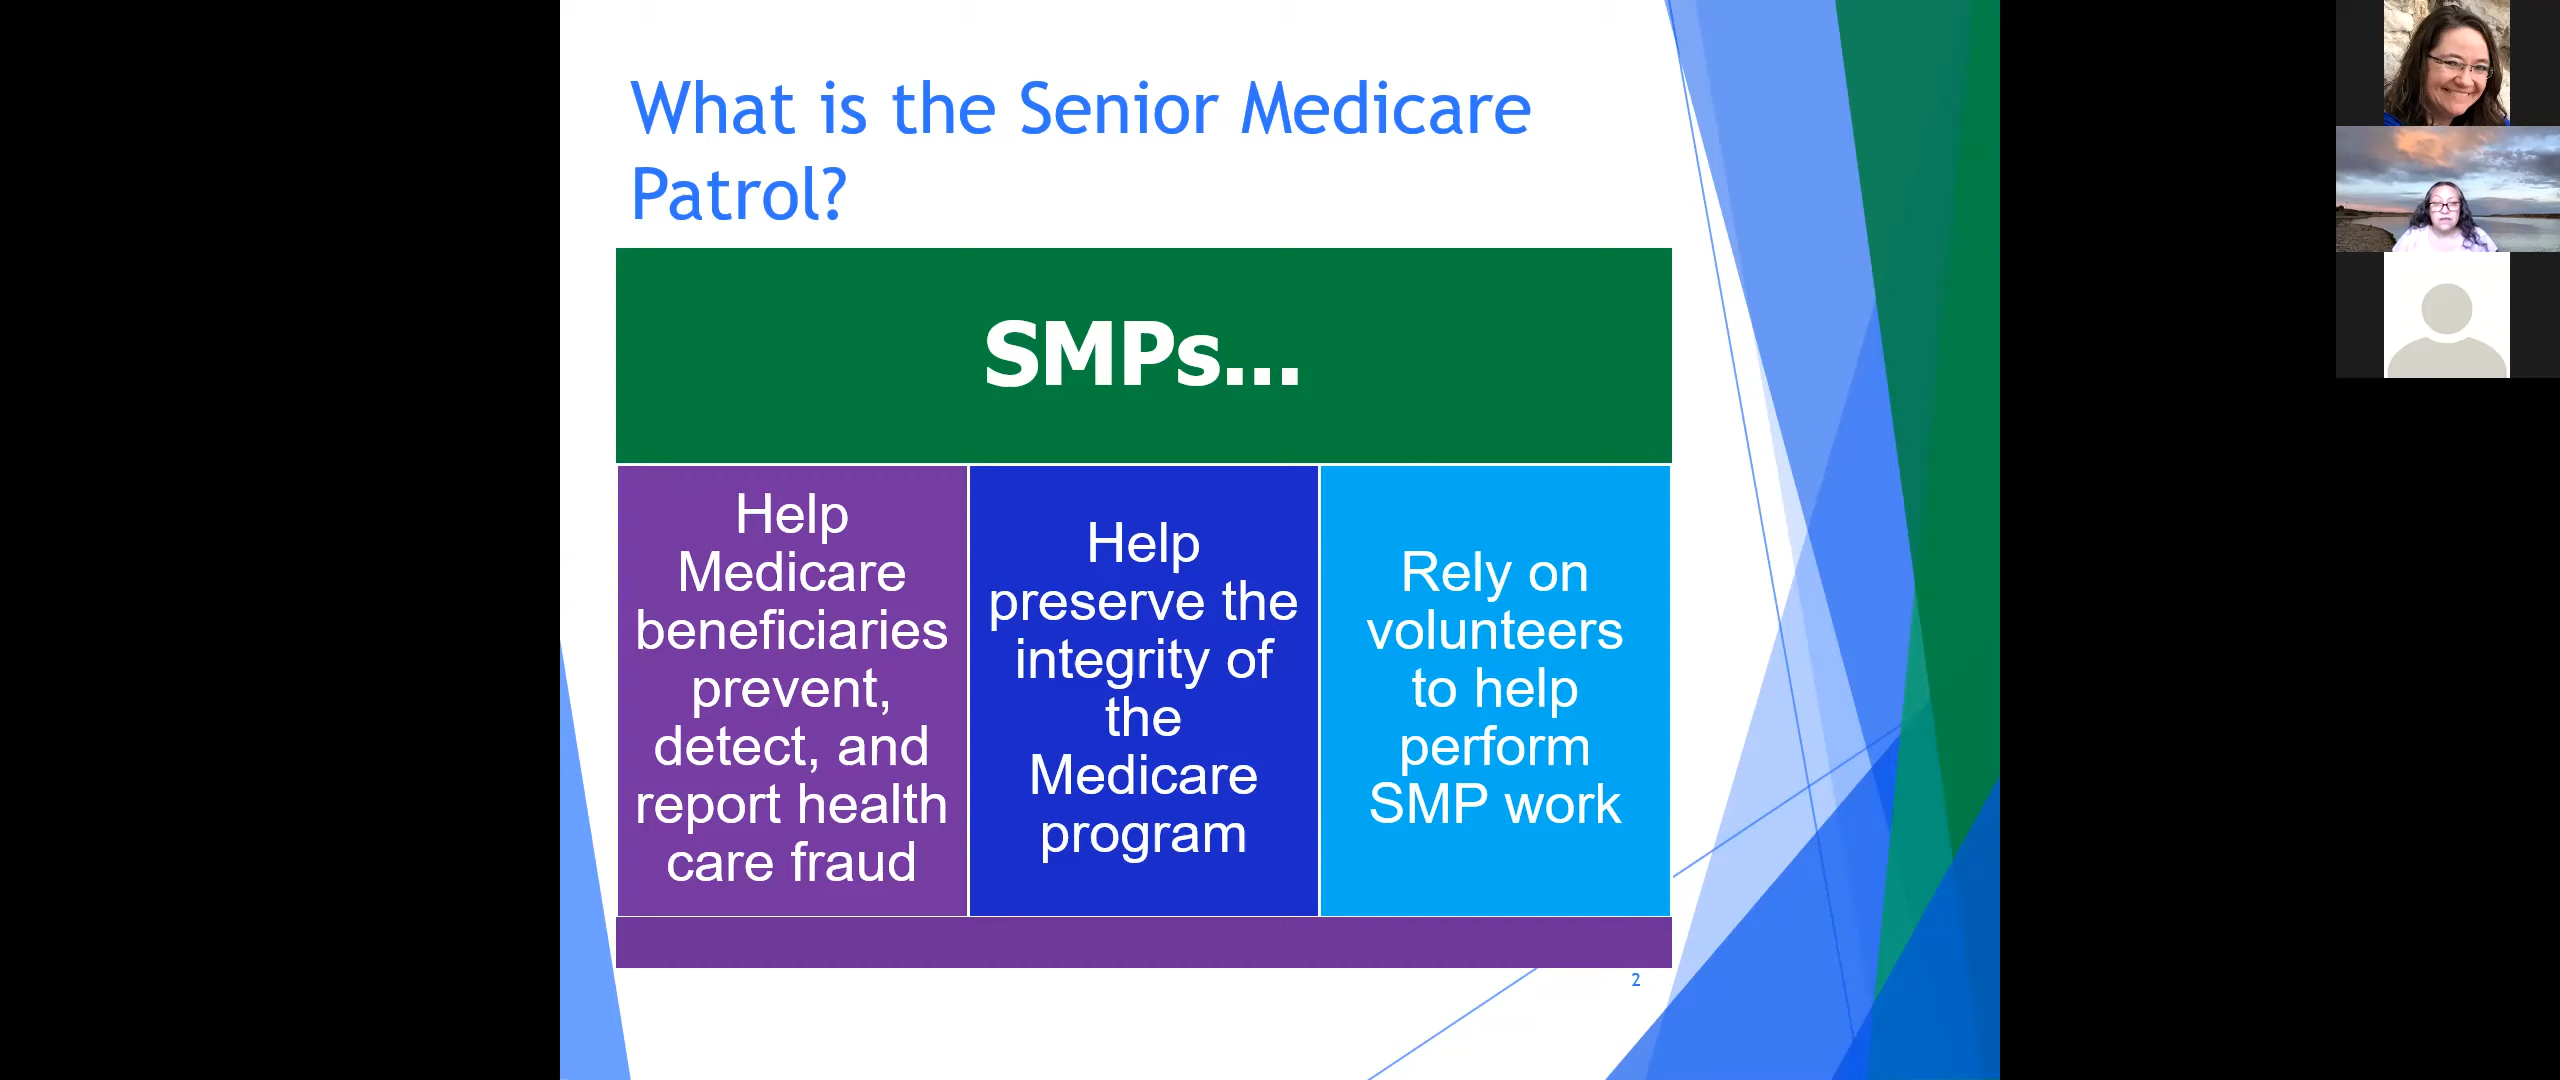 What is the Senior Medicare
Patrol?
SMPs...
Help
Medicare
beneficiaries
prevent,
detect, and
report health
care fraud
Help
preserve the
integrity of
the
Medicare
program
Rely on
volunteers
to help
perform
SMP work
2